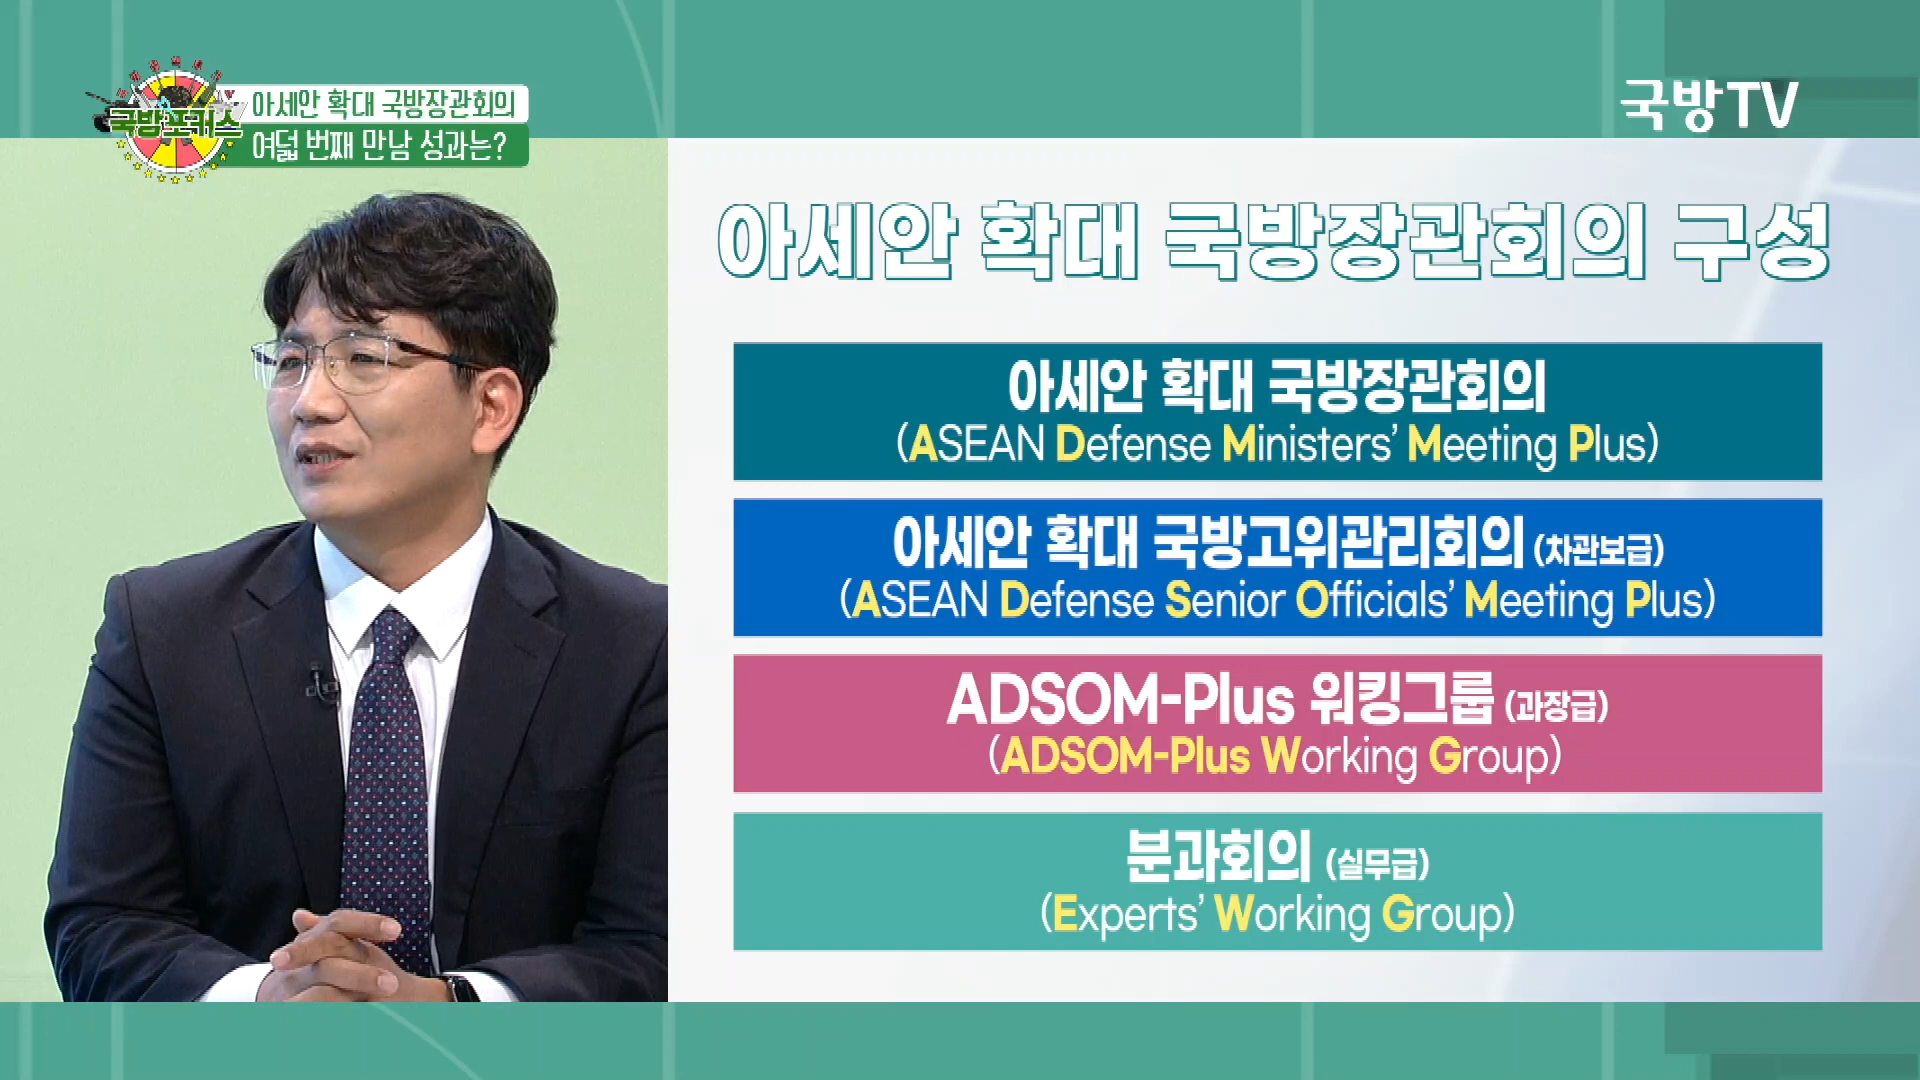 아세안 확대 국방장관회의
여덟 번째 만남 성과는?
국방포커스
국방TV
아세안 확대 국방장관회의 구성
아세안 확대 국방장관회의
(ASEAN Defense Ministers’ Meeting Plus)
아세안 확대 국방고위관리회의 (차관보급)
(ASEAN Defense Senior Officials’ Meeting Plus)
ADSOM-Plus 워킹그룹 (과장급)
(ADSOM-Plus Working Group)
분과회의 (실무급)
(Experts’ Working Group)